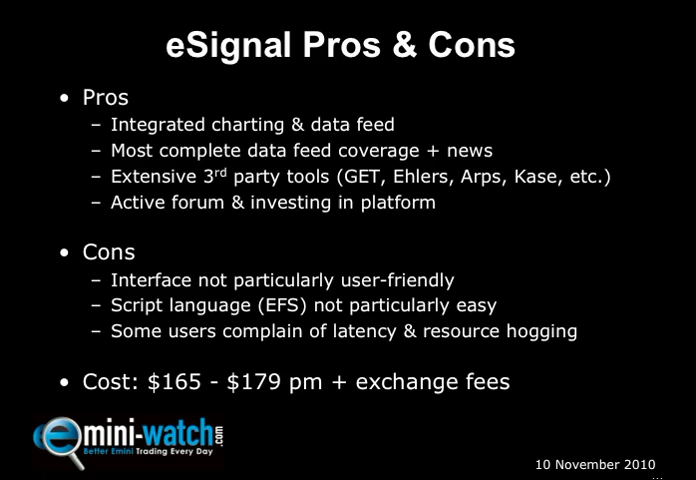 eSignal Pros & Cons
• Pros
– Integrated charting & data feed
– Most complete data feed coverage + news
– Extensive 3rd party tools (GET, Ehlers, Arps, Kase, etc.)
– Active forum & investing in platform
• Cons
– Interface not particularly user-friendly
– Script language (EFS) not particularly easy
– Some users complain of latency & resource hogging
• Cost: $165 - $179 pm + exchange fees
emini-watch.com
Better Emini Trading Every Day
10 November 2010